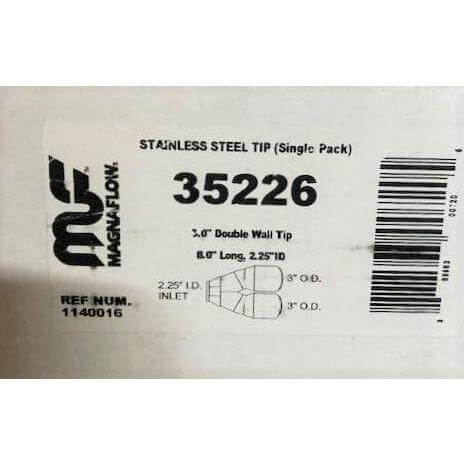 STAINLESS STEEL TIP (Single Pack)
35226
3.0" Double Wall Tip
8.0" Long, 2.25"ID
MF
MAGNAFLOW
REF NUM.
1140016
2.25" I.D.
INLET
3" O.D.
3" O.D.